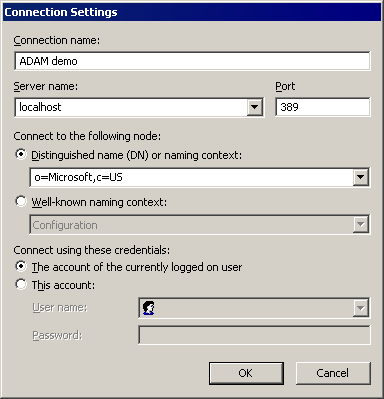 Connection Settings
Connection name:
ADAM demo
Server name:
Port
localhost
389
Connect to the following node:
Distinguished name (DN) or naming context:
o=Microsoft,c=US
Well-known naming context:
Configuration
Connect using these credentials:
The account of the currently logged on user
This account:
User name:
Password:
OK
Cancel